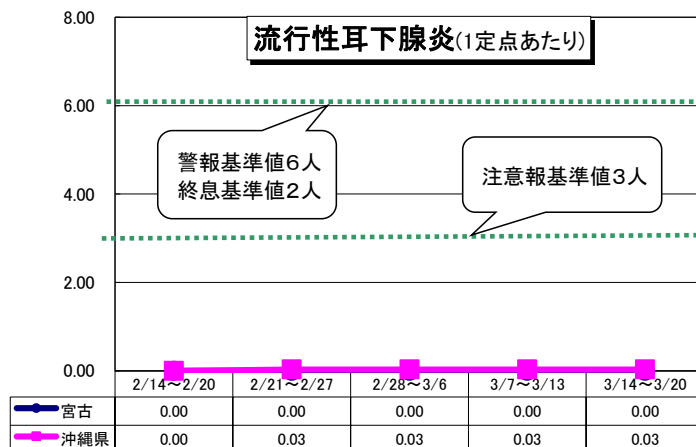 8.00
流行性耳下腺炎(1定点あたり)
6.00
警報基準値6人
終息基準値2人
注意報基準値3人
4.00
2.00
0.00
2/14～2/20 2/21～2/27 2/28～3/6 3/7～3/13 3/14～3/20
宮古 0.00 0.00 0.00 0.00 0.00
沖縄県 0.00 0.03 0.03 0.03 0.03